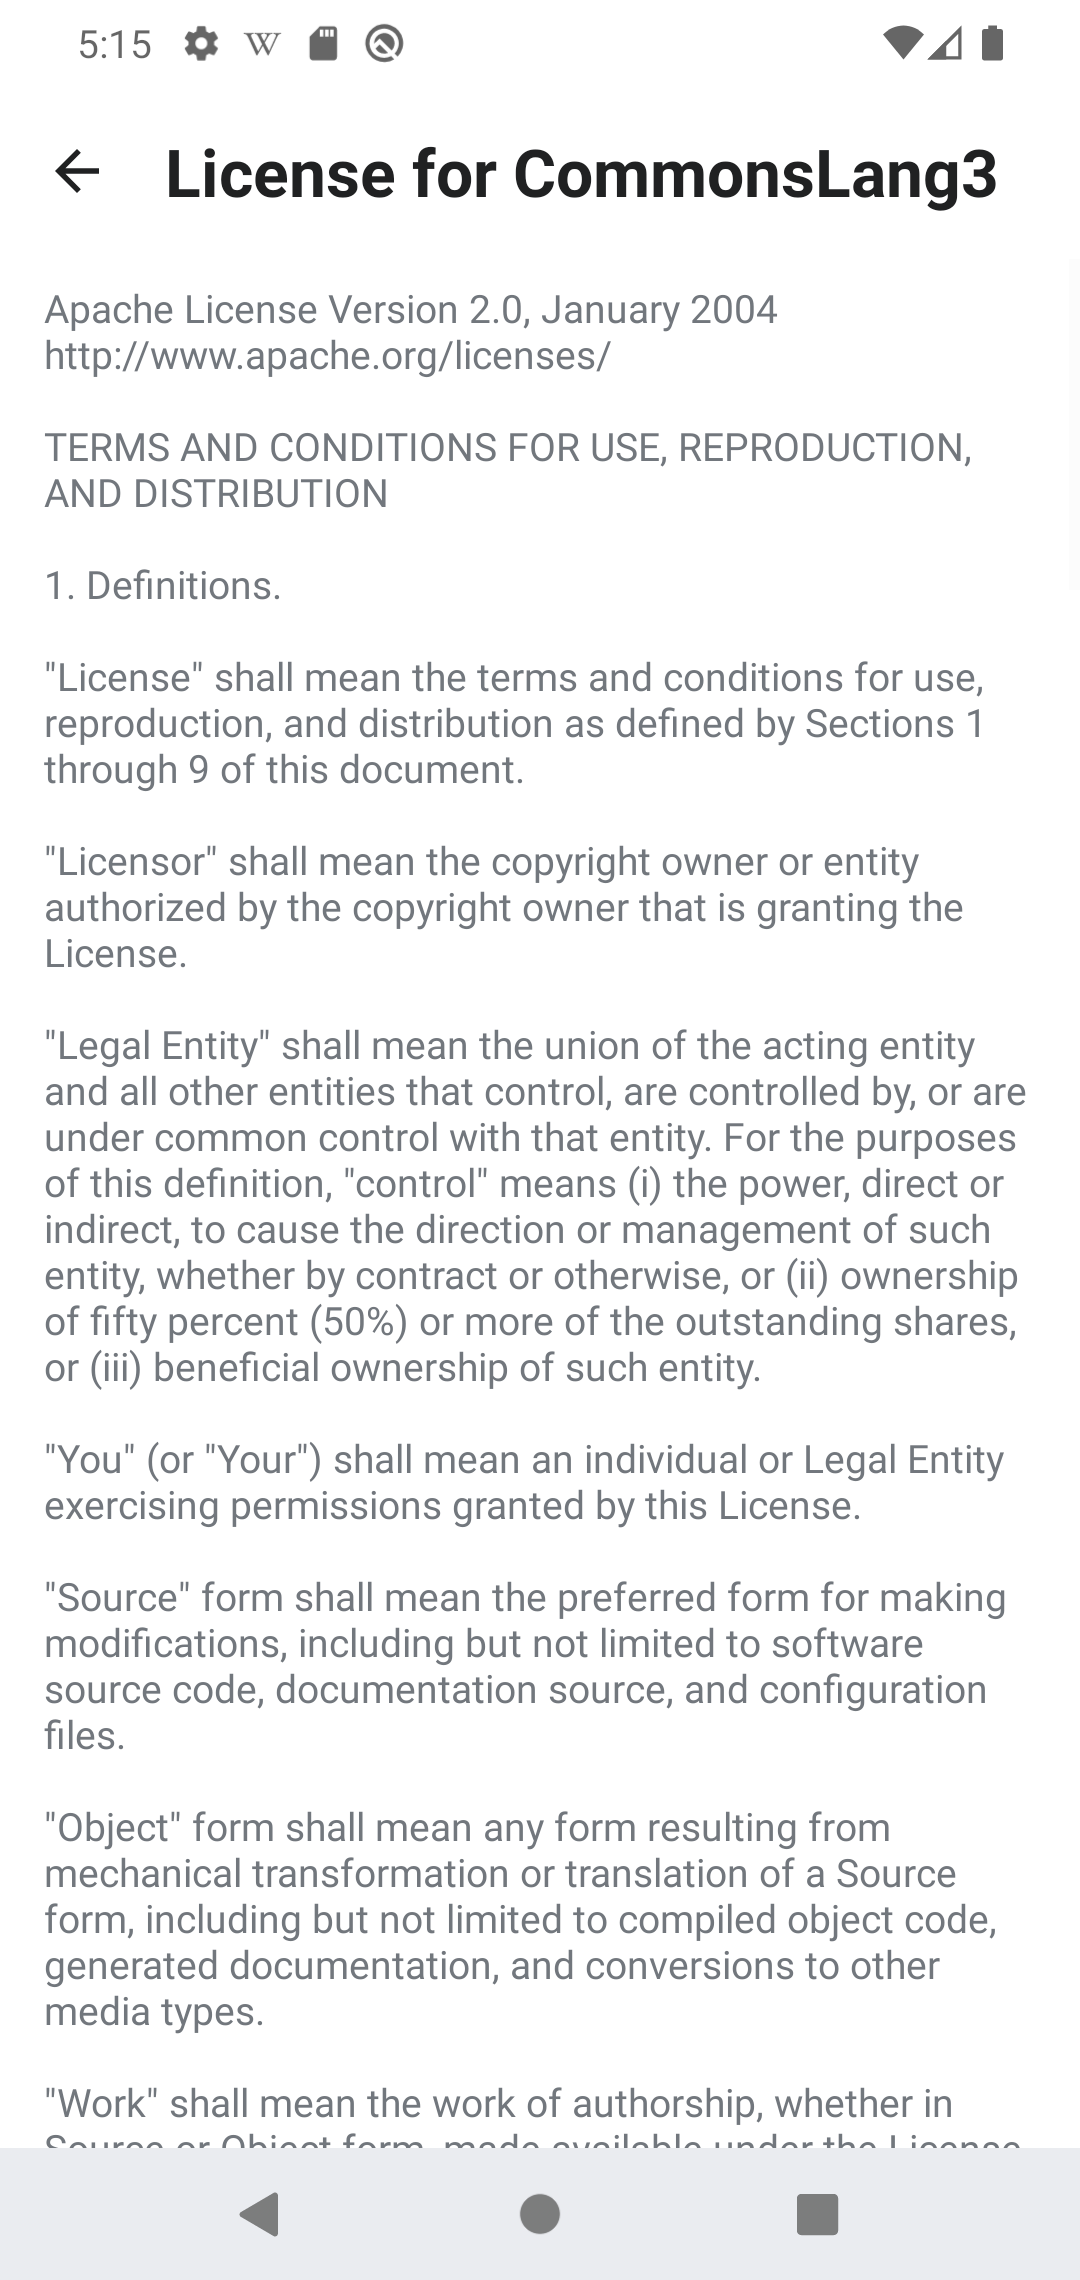 5:15
License for CommonsLang3
Apache License Version 2.0, January 2004
http://www.apache.org/licenses/
TERMS AND CONDITIONS FOR USE, REPRODUCTION,
AND DISTRIBUTION
1. Definitions.
"License" shall mean the terms and conditions for use,
reproduction, and distribution as defined by Sections 1
through 9 of this document.
"Licensor" shall mean the copyright owner or entity
authorized by the copyright owner that is granting the
License.
"Legal Entity" shall mean the union of the acting entity
and all other entities that control, are controlled by, or are
under common control with that entity. For the purposes
of this definition, "control" means (i) the power, direct or
indirect, to cause the direction or management of such
entity, whether by contract or otherwise, or (ii) ownership
of fifty percent (50%) or more of the outstanding shares,
or (iii) beneficial ownership of such entity.
"You" (or "Your") shall mean an individual or Legal Entity
exercising permissions granted by this License.
"Source" form shall mean the preferred form for making
modifications, including but not limited to software
source code, documentation source, and configuration
files.
"Object" form shall mean any form resulting from
mechanical transformation or translation of a Source
form, including but not limited to compiled object code,
generated documentation, and conversions to other
media types.
"Work" shall mean the work of authorship, whether in
Source or Object form, made available under the License